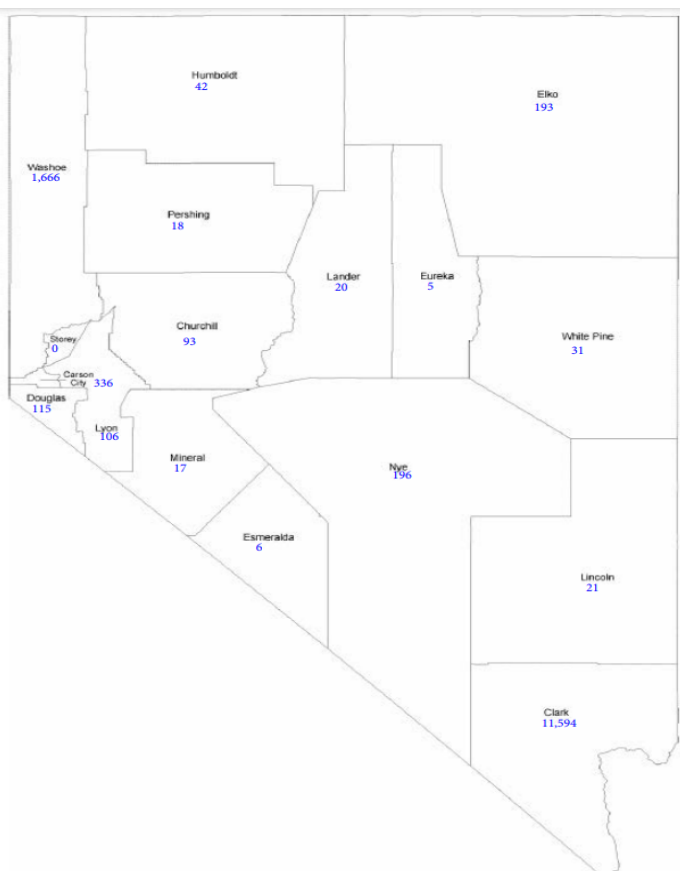 Humboldt
42
Elko
193
Washoe
1,666
Pershing
18
Lander
20
Eureka
5
Churchill
93
White Pine
31
Storey
0
Carson
City
336
Douglas
115
Lyon
106
Mineral
17
Nye
196
Esmeralda
6
Lincoln
21
Clark
11,594